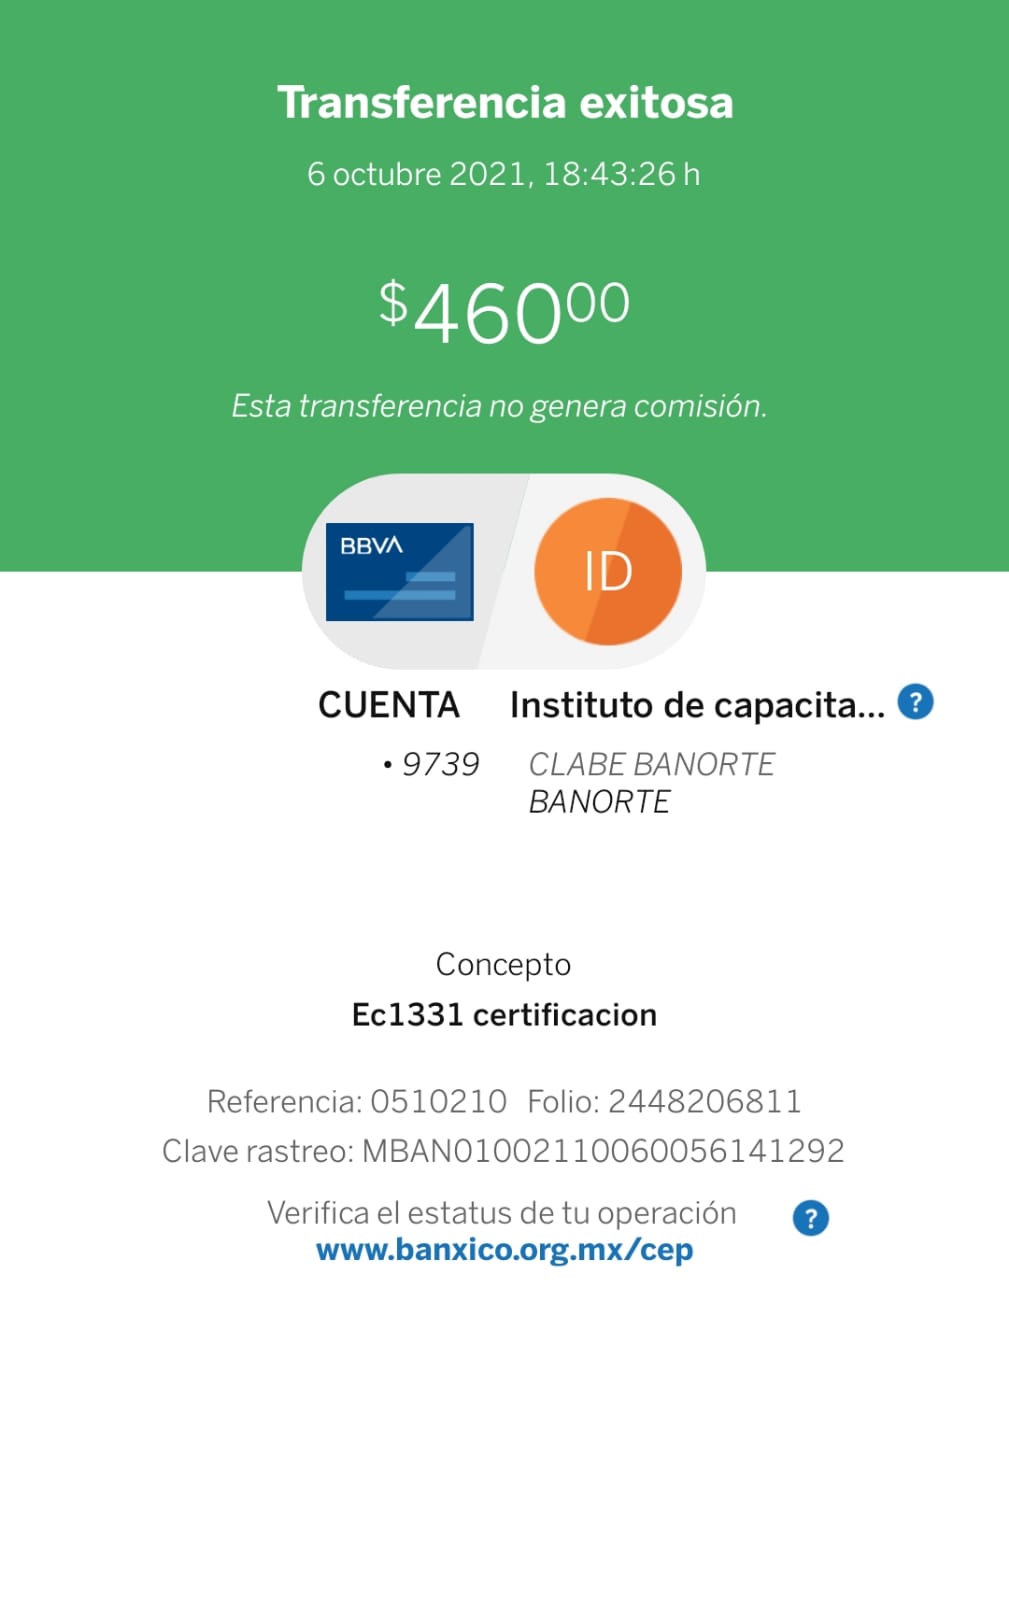 Transferencia exitosa
6 octubre 2021, 18:43:26 h
$460⁰⁰
Esta transferencia no genera comisión.
BBVA
ID
CUENTA
• 9739
Instituto de capacita... ?
CLABE BANORTE
BANORTE
Concepto
Ec1331 certificacion
Referencia: 0510210 Folio: 2448206811
Clave rastreo: MBAN01002110060056141292
Verifica el estatus de tu operación ?
www.banxico.org.mx/cep